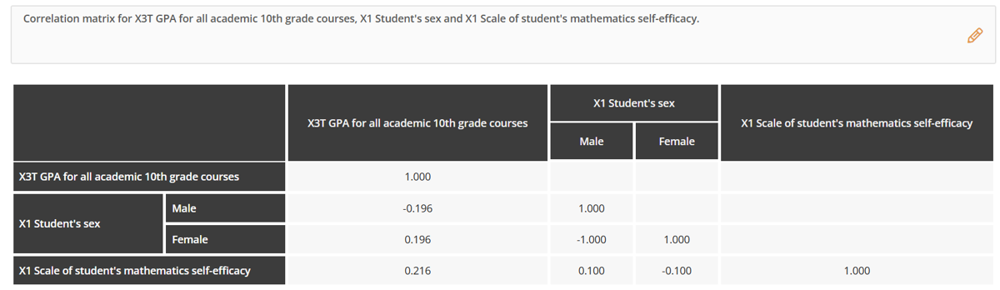 Correlation matrix for X3T GPA for all academic 10th grade courses, X1 Student's sex and X1 Scale of student's mathematics self-efficacy.
X1 Student's sex
X3T GPA for all academic 10th grade courses X1 Scale of student's mathematics self-efficacy
Male Female
X3T GPA for all academic 10th grade courses 1.000
Male -0.196 1.000
X1 Student's sex
Female 0.196 -1.000 1.000
X1 Scale of student's mathematics self-efficacy 0.216 0.100 -0.100 1.000